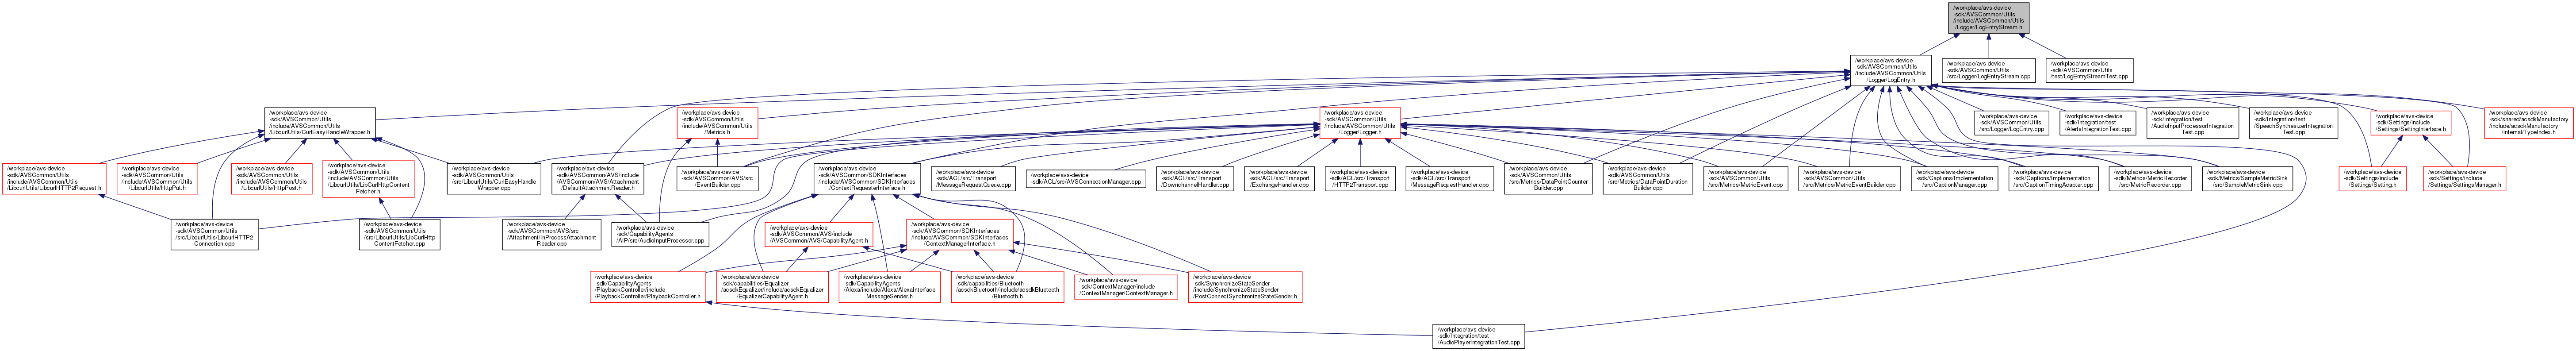 /workplace/avs-device
-sdk/AVSCommon/Utils
/include/AVSCommon/Utils
/Logger/LogEntryStream.h
/workplace/avs-device
-sdk/AVSCommon/Utils
/include/AVSCommon/Utils
/Logger/LogEntry.h
/workplace/avs-device
-sdk/AVSCommon/Utils
/src/Logger/LogEntryStream.cpp
/workplace/avs-device
-sdk/AVSCommon/Utils
/test/LogEntryStreamTest.cpp
/workplace/avs-device
-sdk/AVSCommon/Utils
/include/AVSCommon/Utils
/LibcurlUtils/CurlEasyHandleWrapper.h
/workplace/avs-device
-sdk/AVSCommon/Utils
/include/AVSCommon/Utils
/Metrics.h
/workplace/avs-device
-sdk/AVSCommon/Utils
/include/AVSCommon/Utils
/Logger/Logger.h
/workplace/avs-device
-sdk/AVSCommon/Utils
/src/Logger/LogEntry.cpp
/workplace/avs-device
-sdk/Integration/test
/AlertsIntegrationTest.cpp
/workplace/avs-device
-sdk/Integration/test
/AudioInputProcessorIntegration
Test.cpp
/workplace/avs-device
-sdk/Integration/test
/SpeechSynthesizerIntegration
Test.cpp
/workplace/avs-device
-sdk/Settings/include
/Settings/SettingInterface.h
/workplace/avs-device
-sdk/shared/acsdkManufactory
/include/acsdkManufactory
/internal/TypeIndex.h
/workplace/avs-device
-sdk/AVSCommon/Utils
/include/AVSCommon/Utils
/LibcurlUtils/LibcurlHTTP2Request.h
/workplace/avs-device
-sdk/AVSCommon/Utils
/include/AVSCommon/Utils
/LibcurlUtils/HttpPut.h
/workplace/avs-device
-sdk/AVSCommon/Utils
/include/AVSCommon/Utils
/LibcurlUtils/HttpPost.h
/workplace/avs-device
-sdk/AVSCommon/Utils
/include/AVSCommon/Utils
/LibcurlUtils/LibCurlHttpContent
Fetcher.h
/workplace/avs-device
-sdk/AVSCommon/Utils
/src/LibcurlUtils/CurlEasyHandle
Wrapper.cpp
/workplace/avs-device
-sdk/AVSCommon/AVS/include
/AVSCommon/AVS/Attachment
/DefaultAttachmentReader.h
/workplace/avs-device
-sdk/AVSCommon/AVS/src
/EventBuilder.cpp
/workplace/avs-device
-sdk/AVSCommon/SDKInterfaces
/include/AVSCommon/SDKInterfaces
/ContextRequesterInterface.h
/workplace/avs-device
-sdk/ACL/src/Transport
/MessageRequestQueue.cpp
/workplace/avs-device
-sdk/ACL/src/AVSConnectionManager.cpp
/workplace/avs-device
-sdk/ACL/src/Transport
/DownchannelHandler.cpp
/workplace/avs-device
-sdk/ACL/src/Transport
/ExchangeHandler.cpp
/workplace/avs-device
-sdk/ACL/src/Transport
/HTTP2Transport.cpp
/workplace/avs-device
-sdk/ACL/src/Transport
/MessageRequestHandler.cpp
/workplace/avs-device
-sdk/AVSCommon/Utils
/src/Metrics/DataPointCounter
Builder.cpp
/workplace/avs-device
-sdk/AVSCommon/Utils
/src/Metrics/DataPointDuration
Builder.cpp
/workplace/avs-device
-sdk/AVSCommon/Utils
/src/Metrics/MetricEvent.cpp
/workplace/avs-device
-sdk/AVSCommon/Utils
/src/Metrics/MetricEventBuilder.cpp
/workplace/avs-device
-sdk/Captions/Implementation
/src/CaptionManager.cpp
/workplace/avs-device
-sdk/Captions/Implementation
/src/CaptionTimingAdapter.cpp
/workplace/avs-device
-sdk/Metrics/MetricRecorder
/src/MetricRecorder.cpp
/workplace/avs-device
-sdk/Metrics/SampleMetricSink
/src/SampleMetricSink.cpp
/workplace/avs-device
-sdk/Settings/include
/Settings/Setting.h
/workplace/avs-device
-sdk/Settings/include
/Settings/SettingsManager.h
/workplace/avs-device
-sdk/AVSCommon/Utils
/src/LibcurlUtils/LibcurlHTTP2
Connection.cpp
/workplace/avs-device
-sdk/AVSCommon/Utils
/src/LibcurlUtils/LibCurlHttp
ContentFetcher.cpp
/workplace/avs-device
-sdk/AVSCommon/AVS/src
/Attachment/InProcessAttachment
Reader.cpp
/workplace/avs-device
-sdk/CapabilityAgents
/AIP/src/AudioInputProcessor.cpp
/workplace/avs-device
-sdk/AVSCommon/AVS/include
/AVSCommon/AVS/CapabilityAgent.h
/workplace/avs-device
-sdk/AVSCommon/SDKInterfaces
/include/AVSCommon/SDKInterfaces
/ContextManagerInterface.h
/workplace/avs-device
-sdk/CapabilityAgents
/PlaybackController/include
/PlaybackController/PlaybackController.h
/workplace/avs-device
-sdk/capabilities/Equalizer
/acsdkEqualizer/include/acsdkEqualizer
/EqualizerCapabilityAgent.h
/workplace/avs-device
-sdk/CapabilityAgents
/Alexa/include/Alexa/AlexaInterface
MessageSender.h
/workplace/avs-device
-sdk/capabilities/Bluetooth
/acsdkBluetooth/include/acsdkBluetooth
/Bluetooth.h
/workplace/avs-device
-sdk/ContextManager/include
/ContextManager/ContextManager.h
/workplace/avs-device
-sdk/SynchronizeStateSender
/include/SynchronizeStateSender
/PostConnectSynchronizeStateSender.h
/workplace/avs-device
-sdk/Integration/test
/AudioPlayerIntegrationTest.cpp